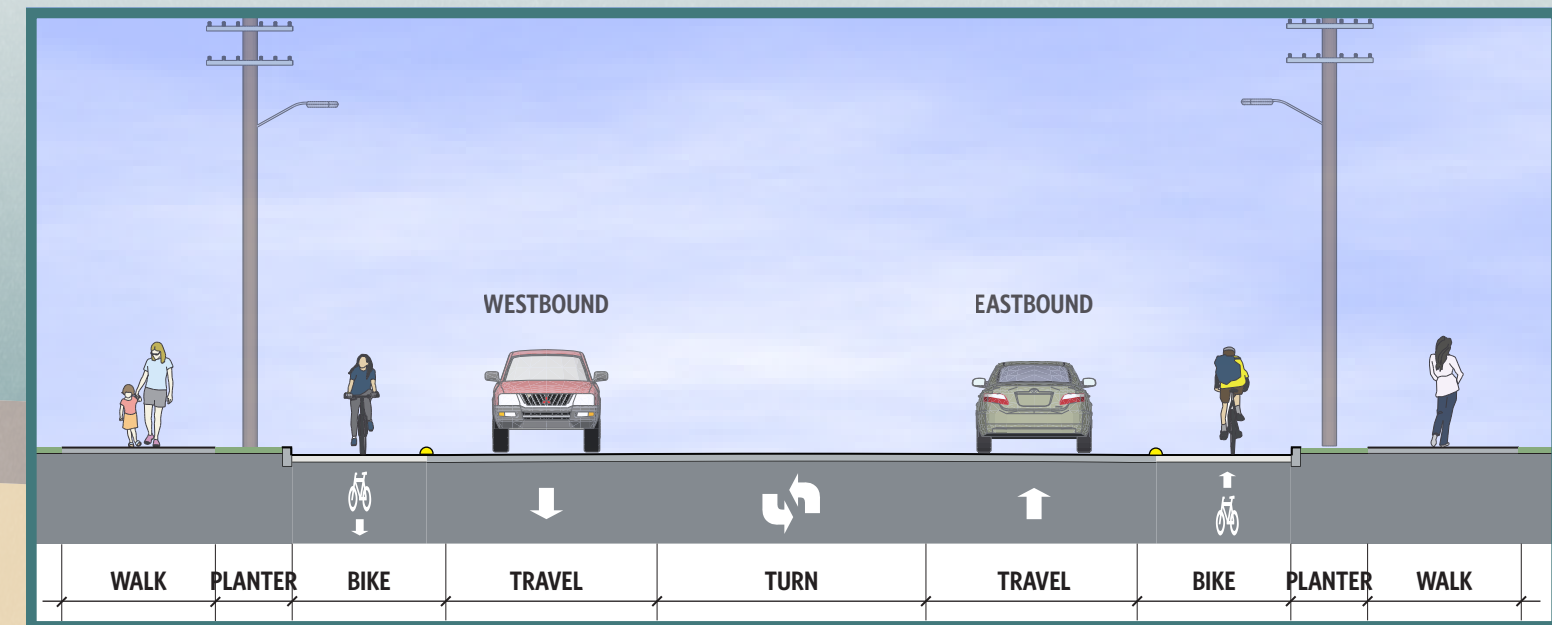 WESTBOUND EASTBOUND
WALK PLANTER BIKE TRAVEL TURN TRAVEL BIKE PLANTER WALK